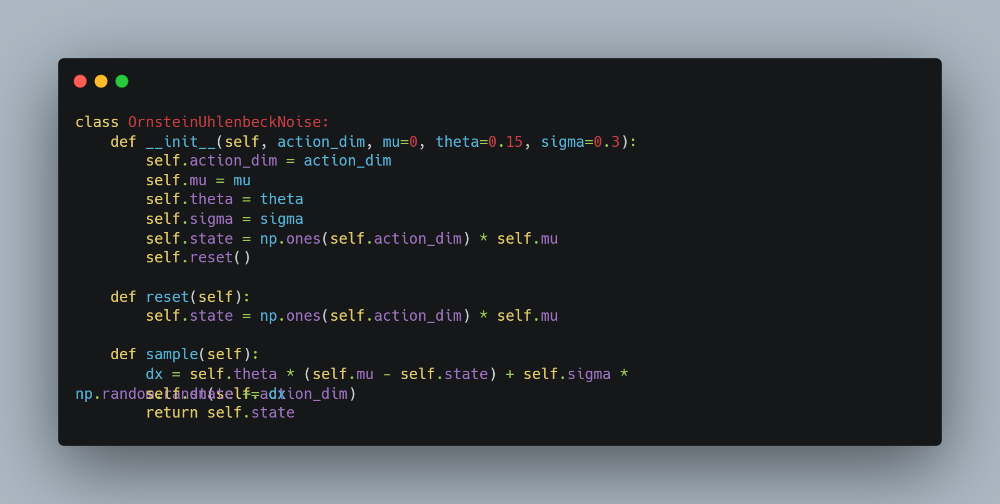 class OrnsteinUhlenbeckNoise:
    def __init__(self, action_dim, mu=0, theta=0.15, sigma=0.3):
        self.action_dim = action_dim
        self.mu = mu
        self.theta = theta
        self.sigma = sigma
        self.state = np.ones(self.action_dim) * self.mu
        self.reset()

    def reset(self):
        self.state = np.ones(self.action_dim) * self.mu

    def sample(self):
        dx = self.theta * (self.mu - self.state) + self.sigma *
np.random.randn(self.action_dim)
        self.state += dx
        return self.state